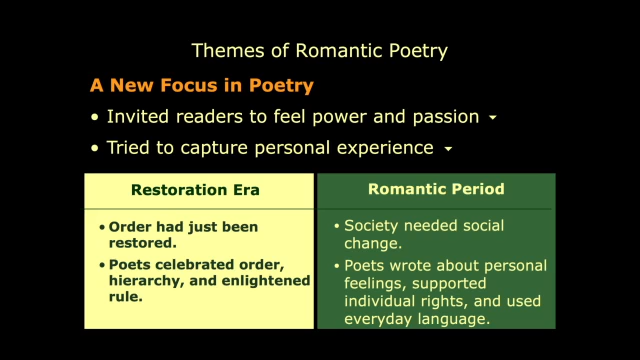 Themes of Romantic Poetry
A New Focus in Poetry
• Invited readers to feel power and passion
• Tried to capture personal experience
Restoration Era
• Order had just been
restored.
• Poets celebrated order,
hierarchy, and enlightened
rule.
Romantic Period
• Society needed social
change.
• Poets wrote about personal
feelings, supported
individual rights, and used
everyday language.